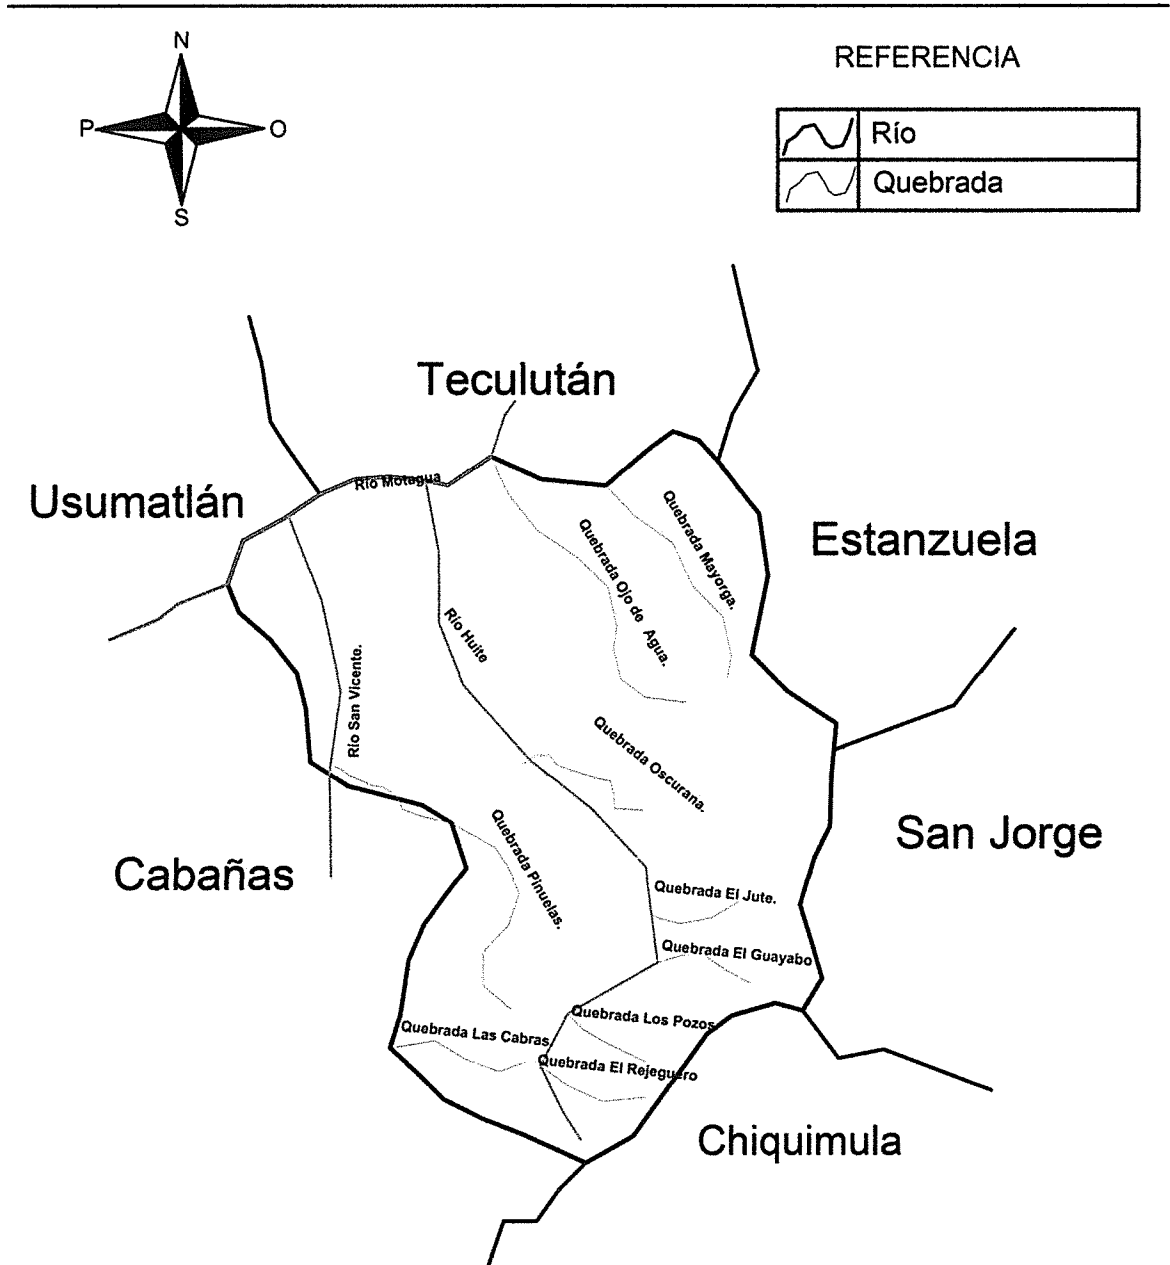 N
REFERENCIA
P
O
Río
Quebrada
S
Teculután
Río Motagua
Usumatlán
Quebrada Mayorga.
Quebrada Ojo de Agua.
Estanzuela
Río Huite
Río San Vicente.
Quebrada Oscurana.
San Jorge
Quebrada Pinuelas.
Cabañas
Quebrada El Jute.
Quebrada El Guayabo
Quebrada Los Pozos
Quebrada Las Cabras.
Quebrada El Rejeguero
Chiquimula